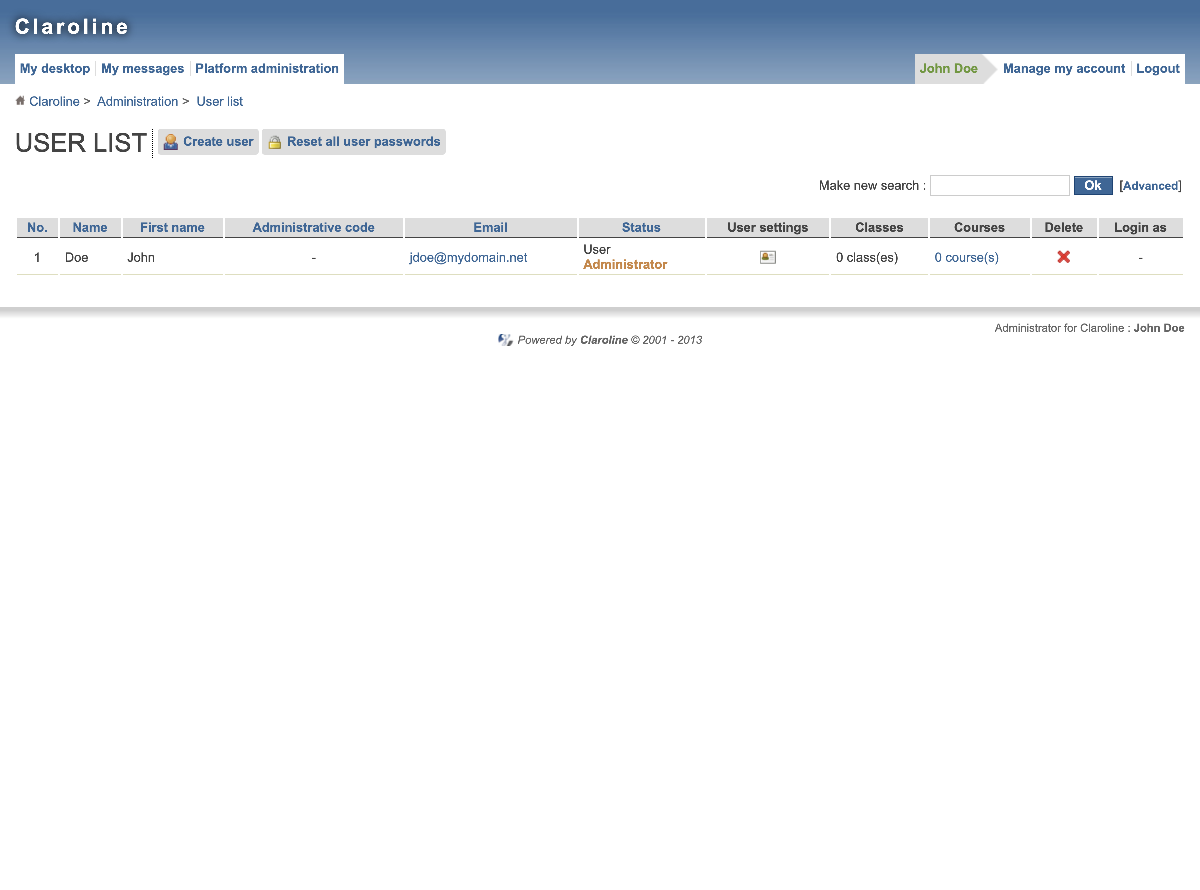 Claroline
My desktop My messages Platform administration John Doe Manage my account Logout
Claroline > Administration > User list
USER LIST Create user Reset all user passwords
Make new search : Ok [Advanced]
No. Name First name Administrative code Email Status User settings Classes Courses Delete Login as
1 Doe John - jdoe@mydomain.net User Administrator 0 class(es) 0 course(s) -
Administrator for Claroline : John Doe
Powered by Claroline © 2001 - 2013